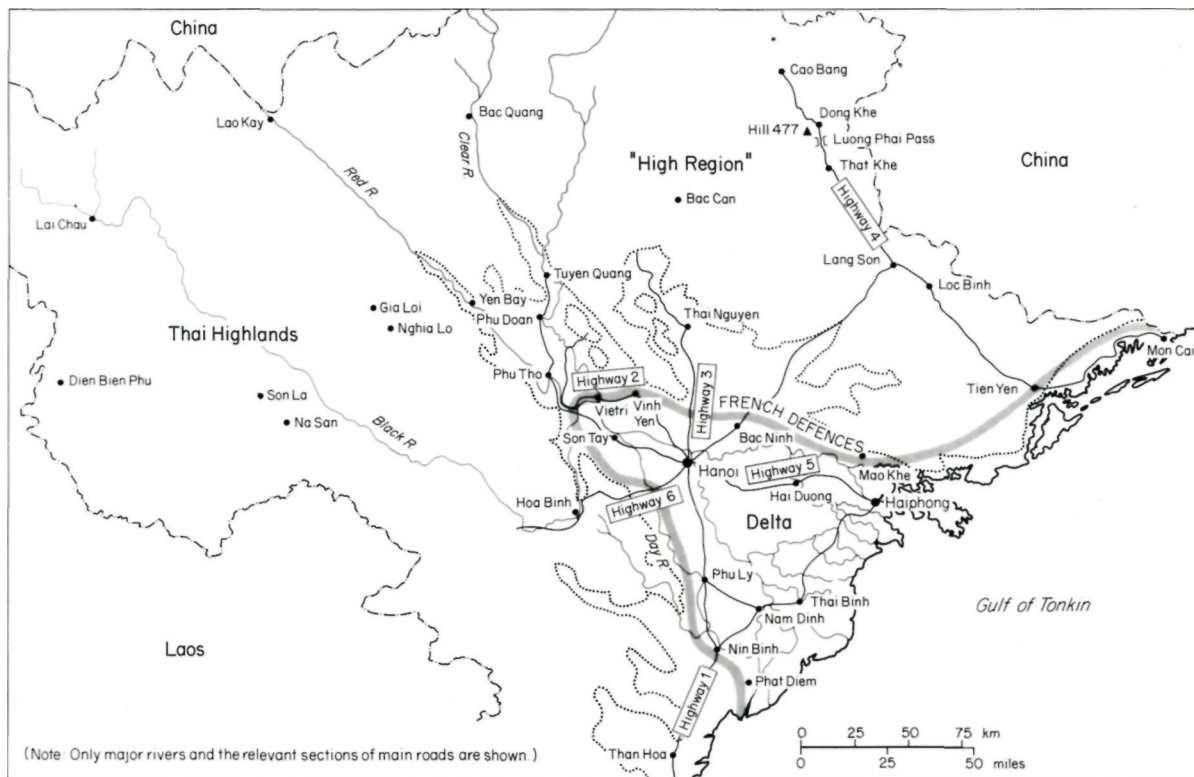 China
Cao Bang
Bac Quang
Dong Khe
Lao Kay
Hill 477
Luong Phai Pass
Clear R.
"High Region"
That Khe
China
Red R.
Bac Can
Highway 4
Lai Chau
Lang Son
Tuyen Quang
Loc Binh
Gia Loi
Yen Bay
Thai Nguyen
Phu Doan
Nghia Lo
Thai Highlands
Mon Cai
Phu Tho
Highway 2
Highway 3
Dien Bien Phu
Tien Yen
Son La
FRENCH DEFENCES
Vietri
Vinh
Yen
Na San
Black R.
Son Tay
Bac Ninh
Hanoi
Highway 5
Mao Khe
Hai Duong
Hoa Binh
Highway 6
Haiphong
Delta
Day R.
Phu Ly
Thai Binh
Gulf of Tonkin
Nam Dinh
Laos
Nin Binh
Phat Diem
Highway 1
0 25 50 75 km
(Note: Only major rivers and the relevant sections of main roads are shown.)
Than Hoa
0 25 50 miles